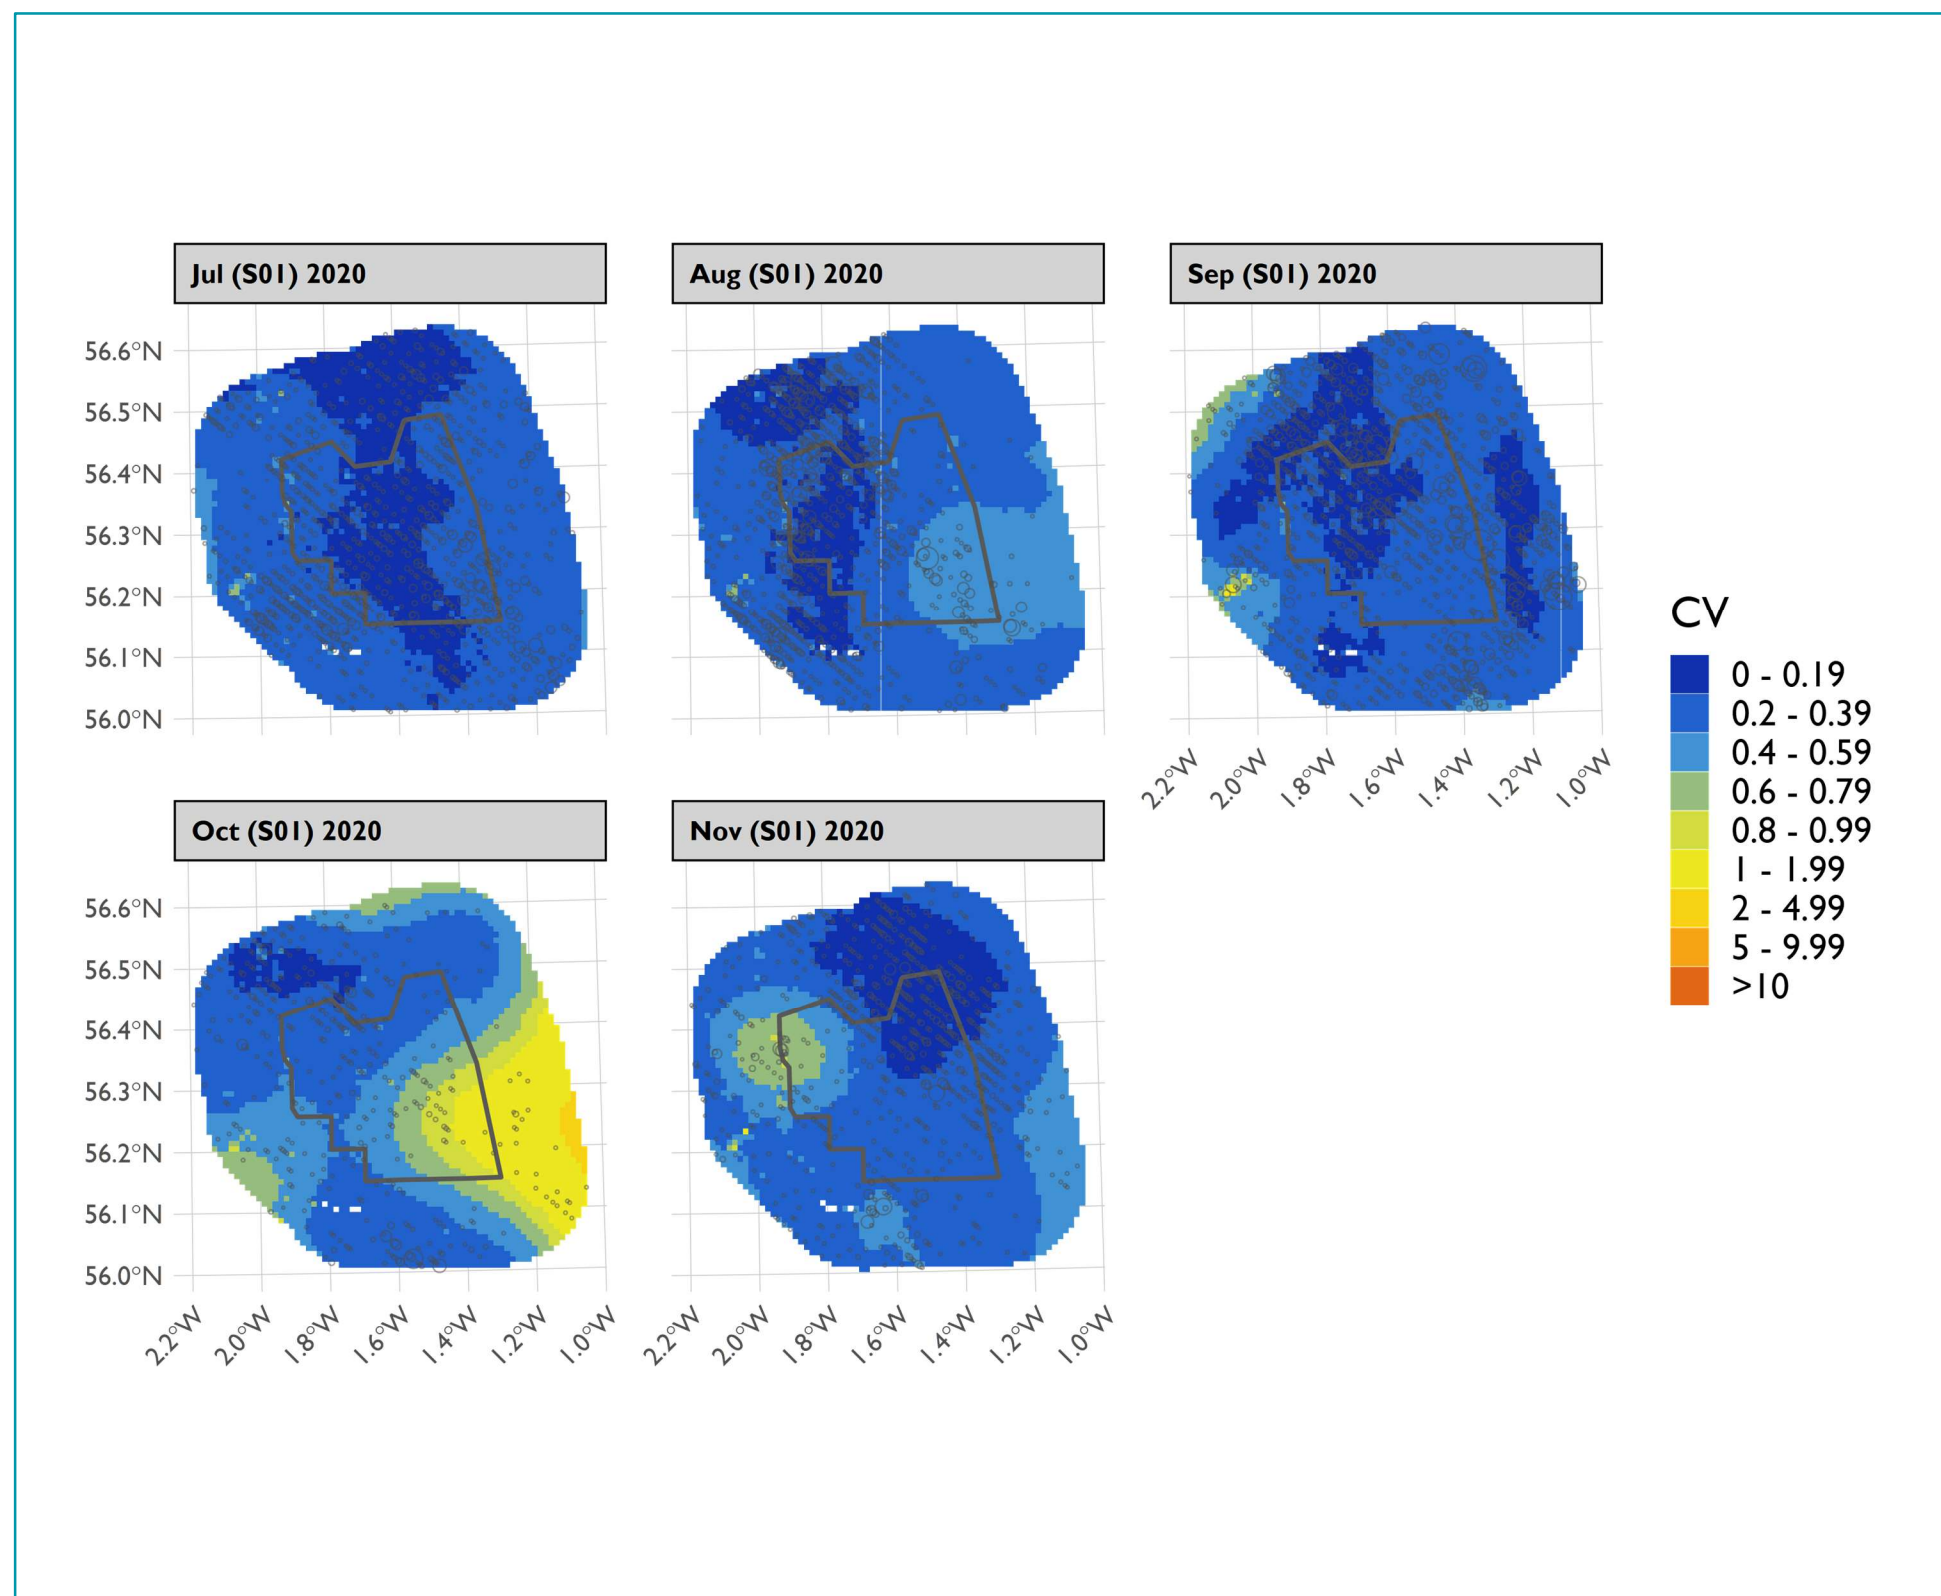 Jul (S01) 2020
Aug (S01) 2020
Sep (S01) 2020
56.6°N
56.5°N
56.4°N
56.3°N
56.2°N
56.1°N
56.0°N
2.2°W 2.0°W 1.8°W 1.6°W 1.4°W 1.2°W 1.0°W
Oct (S01) 2020
Nov (S01) 2020
56.6°N
56.5°N
56.4°N
56.3°N
56.2°N
56.1°N
56.0°N
2.2°W 2.0°W 1.8°W 1.6°W 1.4°W 1.2°W 1.0°W
2.2°W 2.0°W 1.8°W 1.6°W 1.4°W 1.2°W 1.0°W
CV
0 - 0.19
0.2 - 0.39
0.4 - 0.59
0.6 - 0.79
0.8 - 0.99
1 - 1.99
2 - 4.99
5 - 9.99
>10